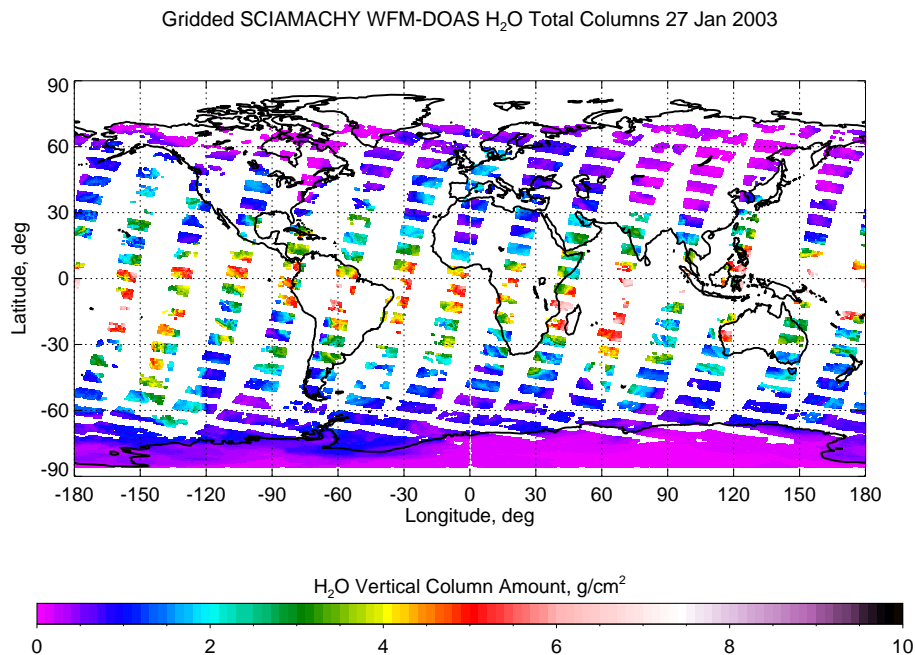 Gridded SCIAMACHY WFM-DOAS H₂O Total Columns 27 Jan 2003
90
60
30
0
-30
-60
-90
Latitude, deg
-180 -150 -120 -90 -60 -30 0 30 60 90 120 150 180
Longitude, deg
H₂O Vertical Column Amount, g/cm²
0 2 4 6 8 10